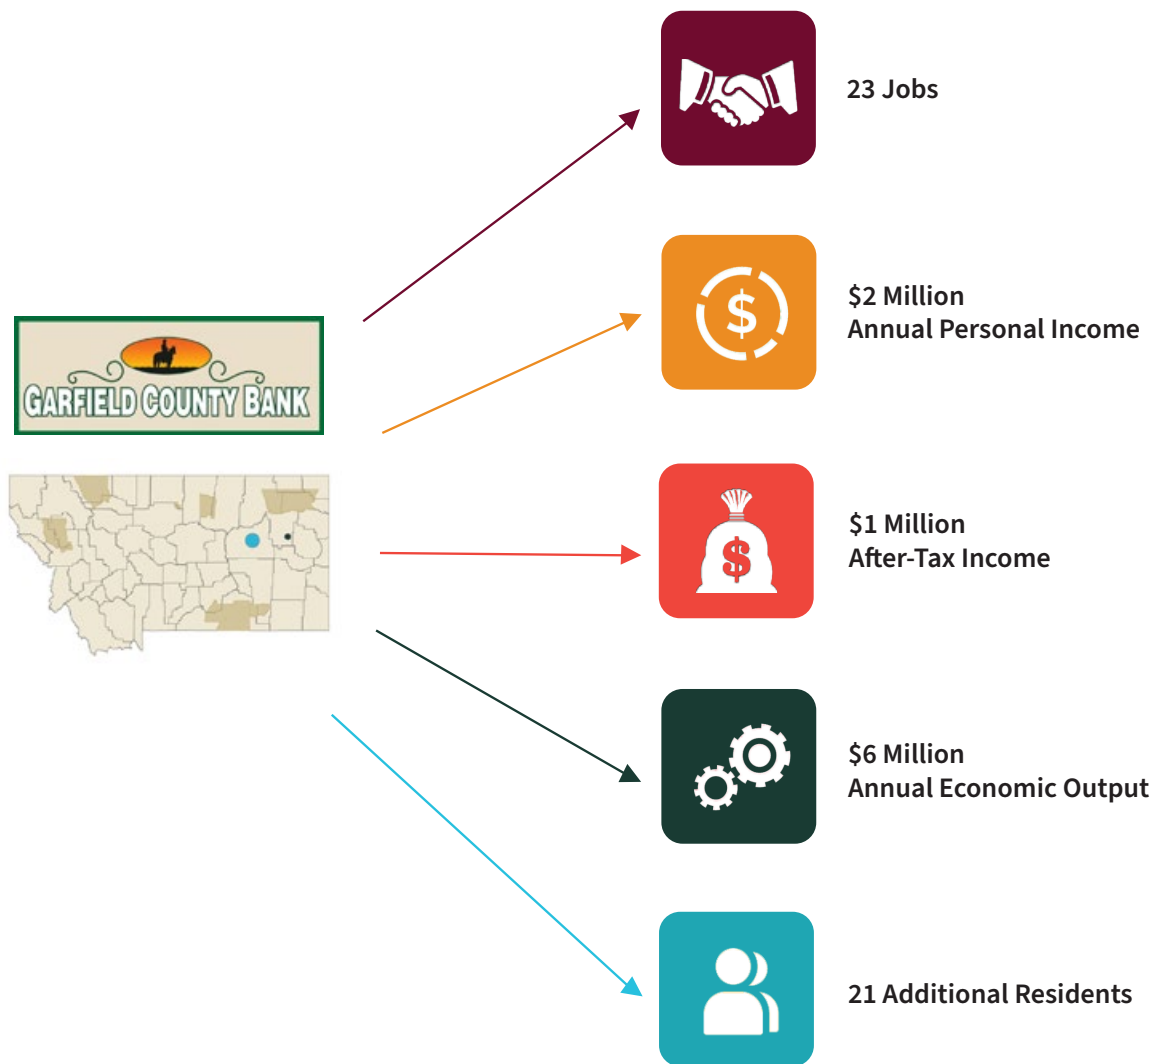 23 Jobs
$2 Million
Annual Personal Income
GARFIELD COUNTY BANK
$1 Million
After-Tax Income
$6 Million
Annual Economic Output
21 Additional Residents